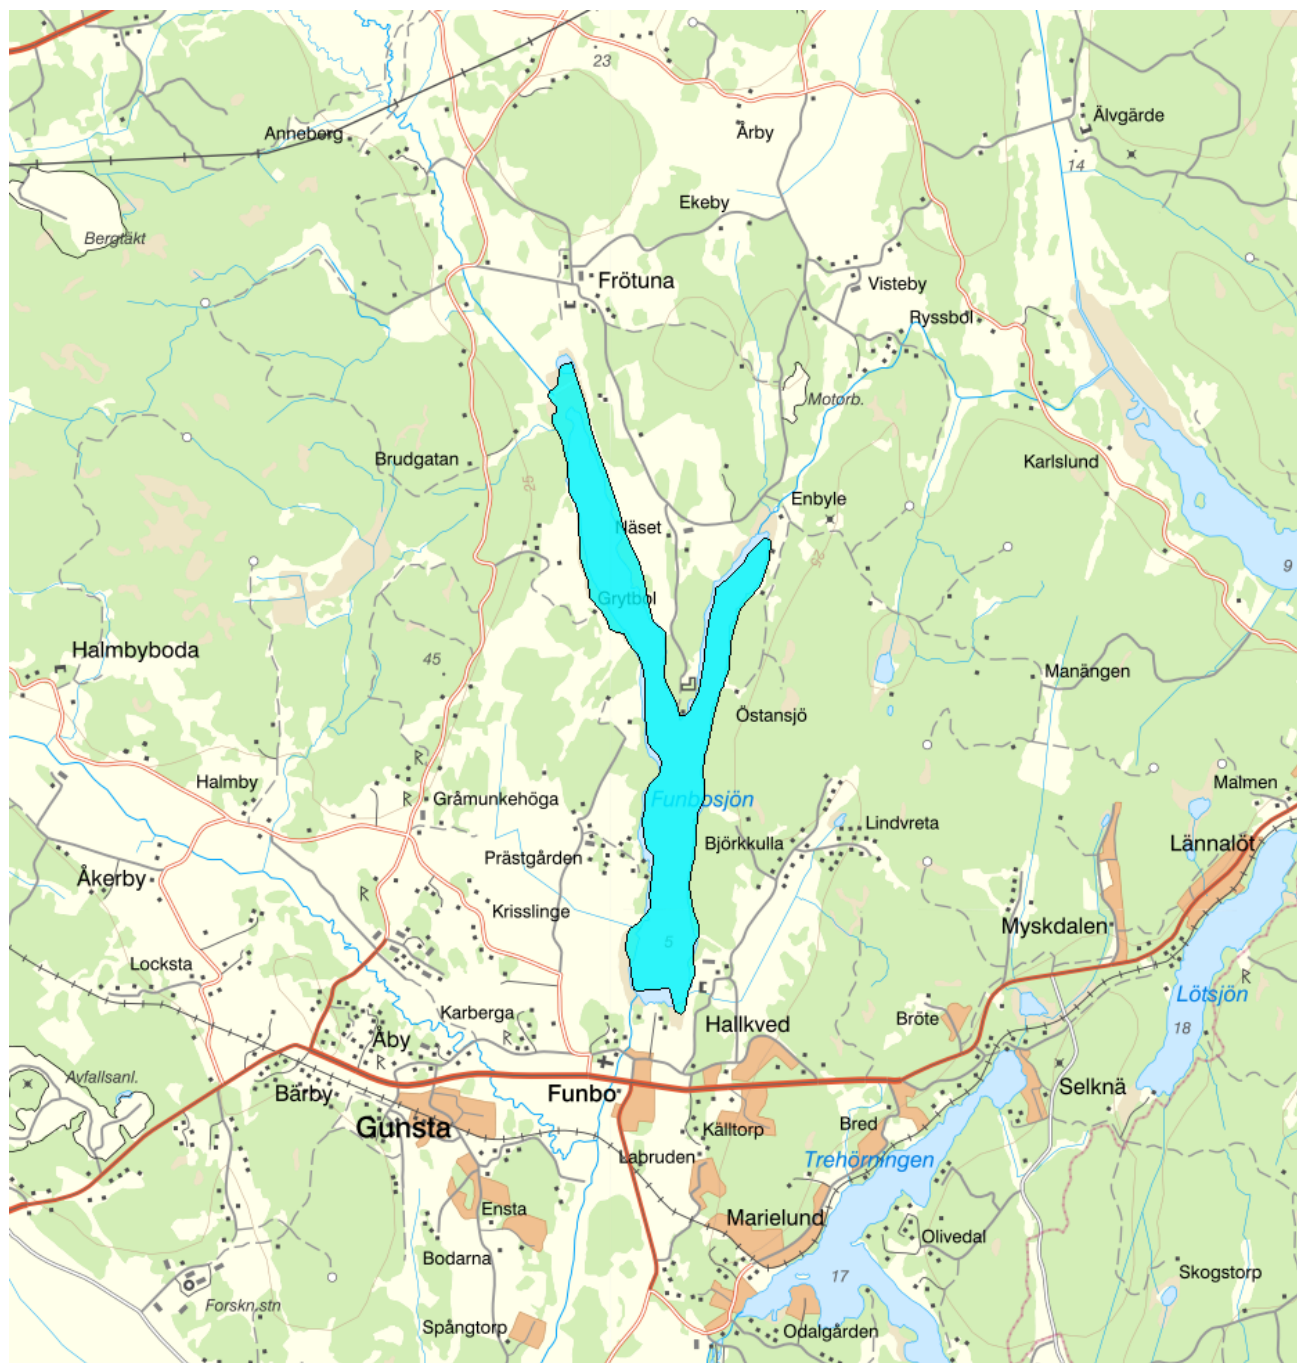 23
Årby
Anneberg
Älvgärde
14
Ekeby
Bergtäkt
Frötuna
Visteby
Ryssbol
Motorb.
Brudgatan
25
Karlslund
Enbyle
Näset
25
9
Grytbol
Halmbyboda
45
Manängen
Östansjö
Halmby
Malmen
R
R
Gråmunkehöga
Funbosjön
Lindvreta
Björkkulla
Lännalöt
Prästgården
Åkerby
R
Krisslinge
Myskdalen
5
Locksta
R
Lötsjön
Karberga
Hallkved
Bröte
18
R
Åby
R
Avfallsanl.
Selknä
Bärby
Funbo
Gunsta
Källtorp
Bred
Labruden
Trehörningen
Ensta
Marielund
Olivedal
Bodarna
Skogstorp
17
Forskn.stn
Spångtorp
Odalgården